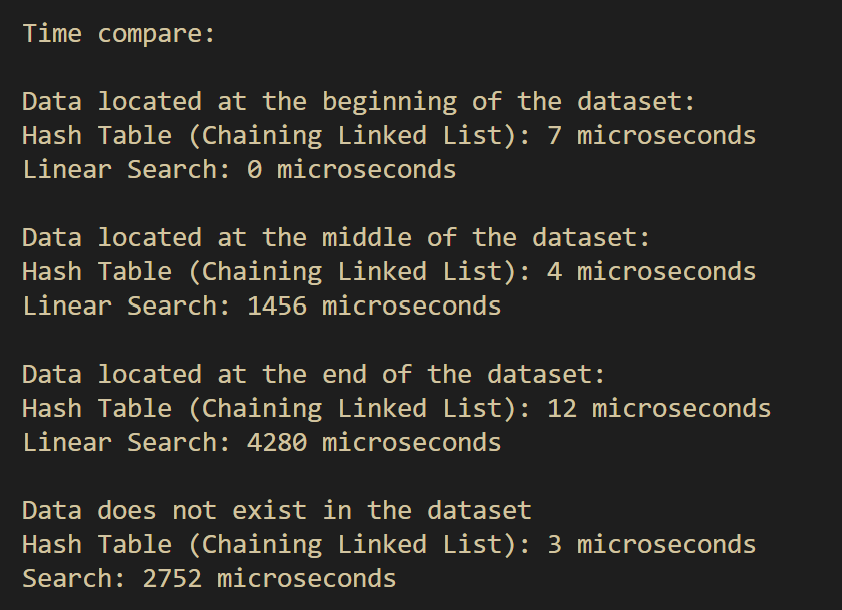 Time compare:
Data located at the beginning of the dataset:
Hash Table (Chaining Linked List): 7 microseconds
Linear Search: 0 microseconds
Data located at the middle of the dataset:
Hash Table (Chaining Linked List): 4 microseconds
Linear Search: 1456 microseconds
Data located at the end of the dataset:
Hash Table (Chaining Linked List): 12 microseconds
Linear Search: 4280 microseconds
Data does not exist in the dataset
Hash Table (Chaining Linked List): 3 microseconds
Search: 2752 microseconds